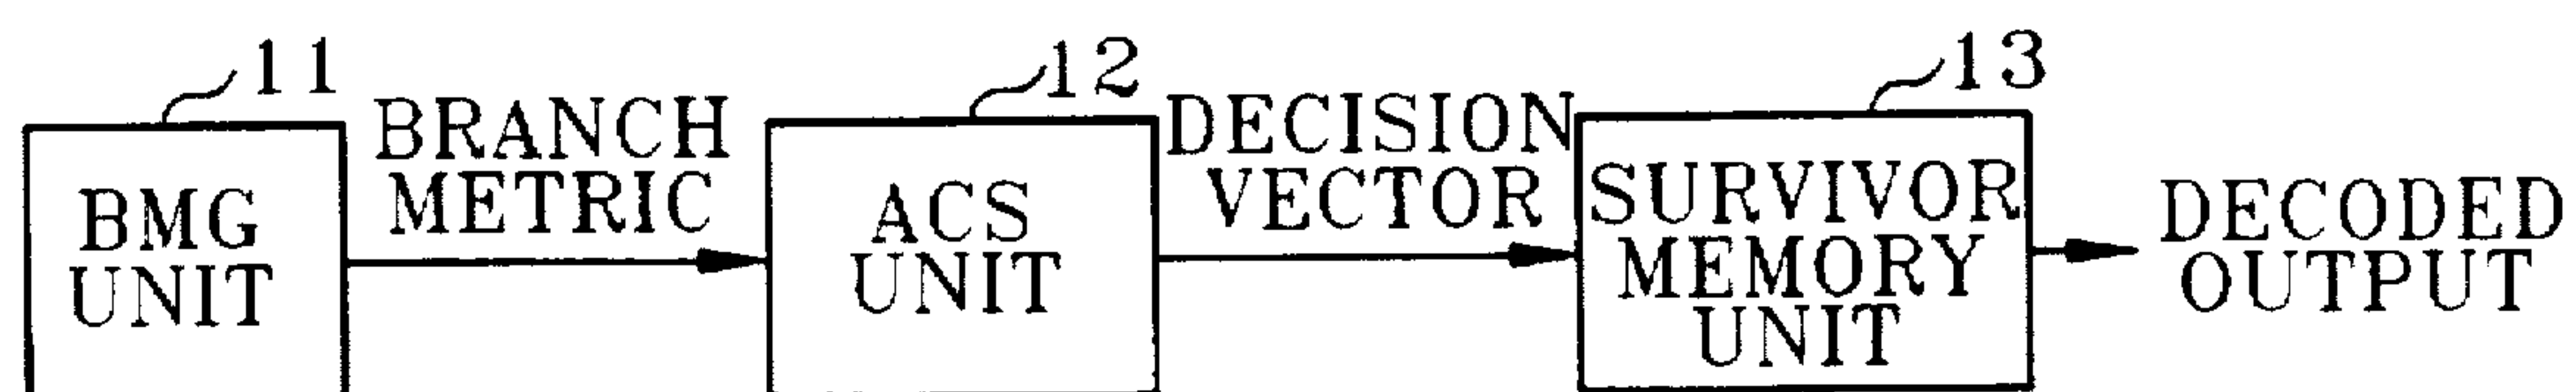 11
BRANCH
METRIC
12
DECISION
VECTOR
13
BMG
UNIT
ACS
UNIT
SURVIVOR
MEMORY
UNIT
DECODED
OUTPUT